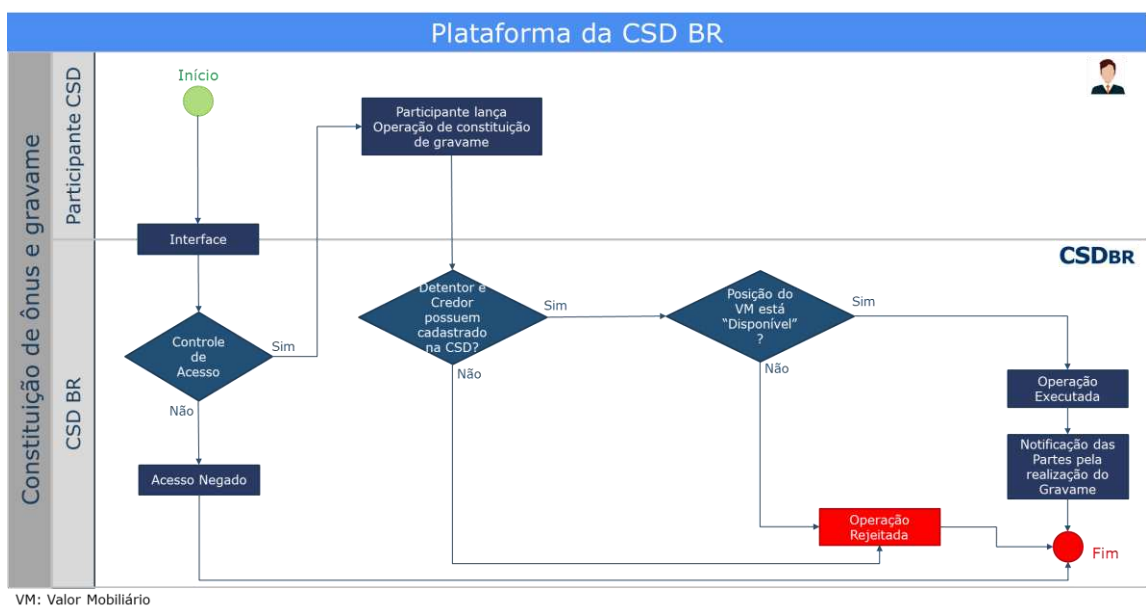 Plataforma da CSD BR
Constituição de ônus e gravame
Participante CSD
Início
Participante lança
Operação de constituição
de gravame
Interface
CSD BR
CSDBR
Controle
de
Acesso
Sim
Não
Acesso Negado
Detentor e
Credor
possuem
cadastrado
na CSD?
Sim
Não
Posição do
VM está
“Disponível”
?
Sim
Não
Operação
Executada
Notificação das
Partes pela
realização do
Gravame
Operação
Rejeitada
Fim
VM: Valor Mobiliário